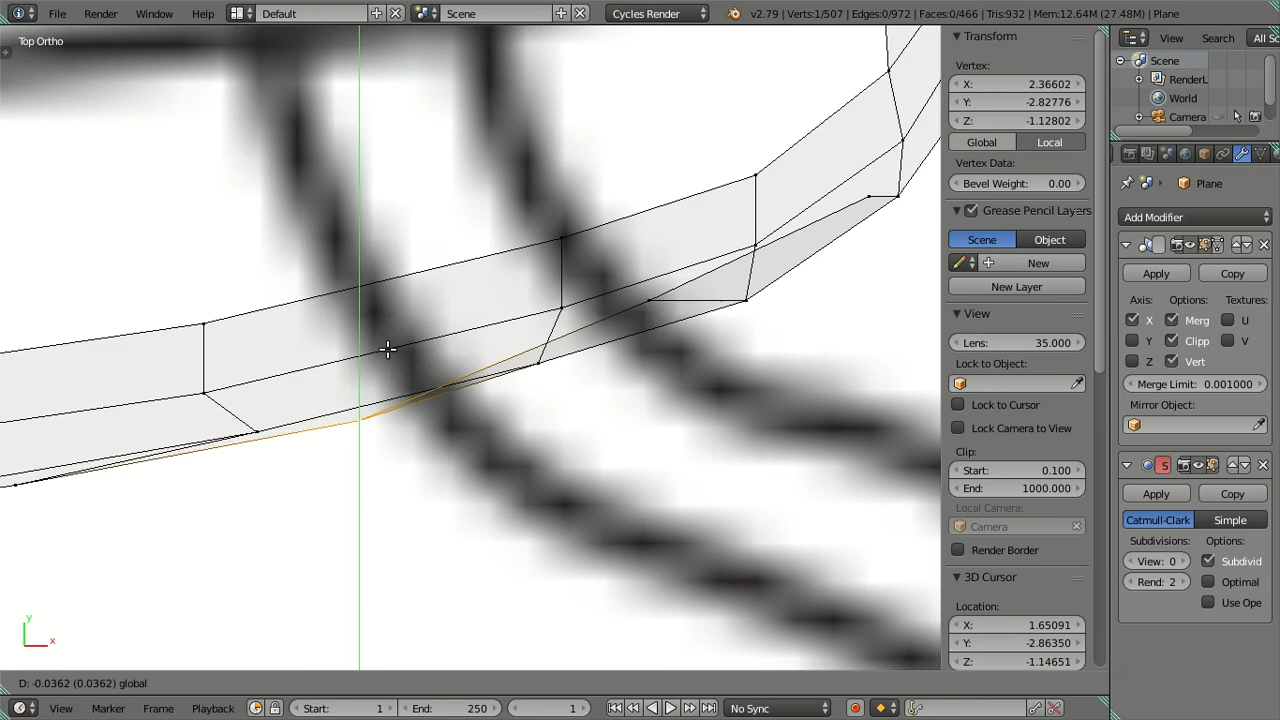 File Render Window Help Default Scene Cycles Render v2.79 | Verts:1/507 | Edges:0/972 | Faces:0/466 | Tris:932 | Mem:12.64M (27.48M) | Plane
Top Ortho
Transform
Vertex:
X: 2.36602
Y: -2.82776
Z: -1.12802
Global Local
Vertex Data:
Bevel Weight: 0.00
Grease Pencil Layers
Scene Object
New
New Layer
View
Lens: 35.000
Lock to Object:
Lock to Cursor
Lock Camera to View
Clip:
Start: 0.100
End: 1000.000
Local Camera:
Camera
Render Border
3D Cursor
Location:
X: 1.65091
Y: -2.86350
Z: -1.14651
View Search All Sc
Scene
RenderL
World
Camera
Plane
Add Modifier
Apply Copy
Axis: Options: Textures:
X Merg U
Y Clipp V
Z Vert
Merge Limit: 0.001000
Mirror Object:
S
Apply Copy
Catmull-Clark Simple
Subdivisions: Options:
View: 0 Subdivid
Rend: 2 Optimal
Use Ope
y
x
D: -0.0362 (0.0362) global
View Marker Frame Playback Start: 1 End: 250 1 No Sync